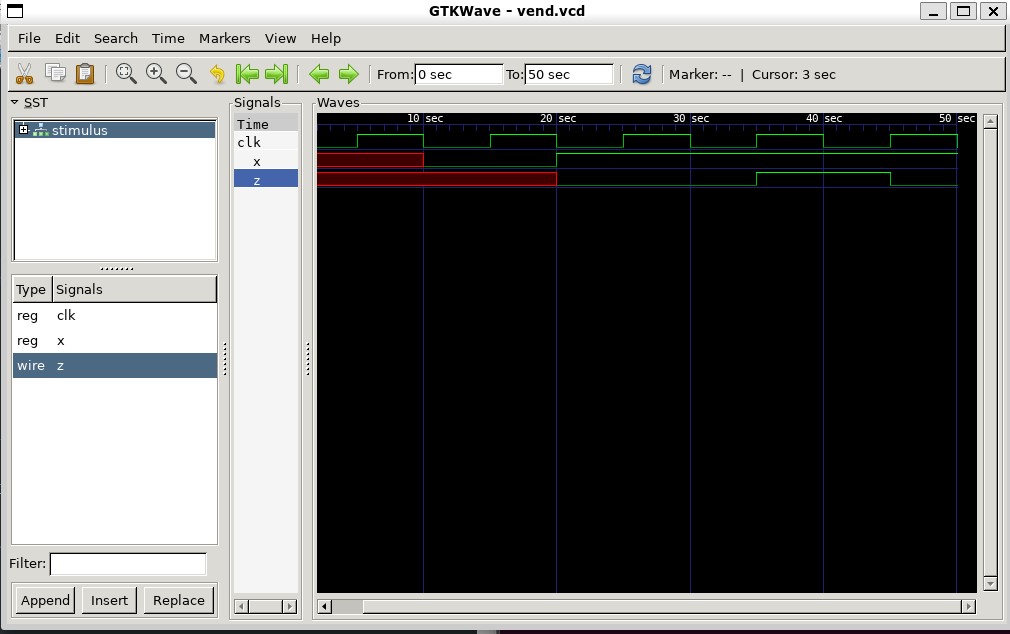 GTKWave - vend.vcd
File Edit Search Time Markers View Help
From: 0 sec To: 50 sec Marker: -- | Cursor: 3 sec
SST
stimulus
Type Signals
reg clk
reg x
wire z
Filter:
Append Insert Replace
Signals
Time
clk
x
z
Waves
10 sec 20 sec 30 sec 40 sec 50 sec